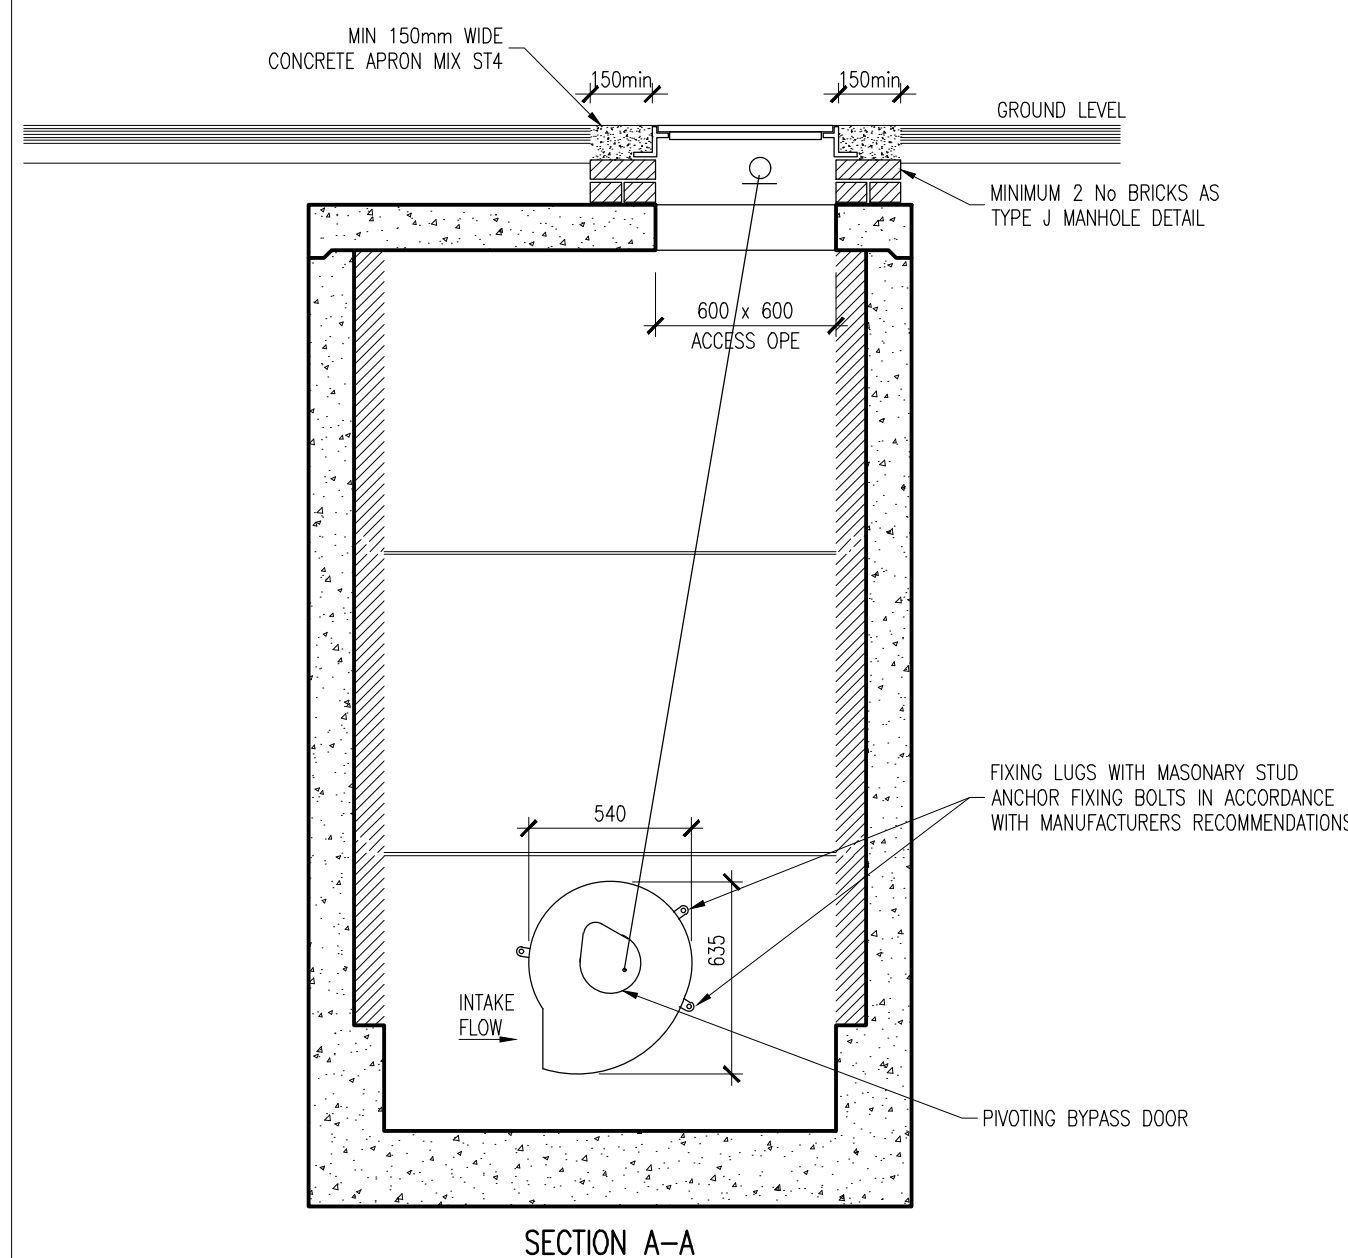 MIN 150mm WIDE
CONCRETE APRON MIX ST4
150min
150min
GROUND LEVEL
MINIMUM 2 No BRICKS AS
TYPE J MANHOLE DETAIL
600 x 600
ACCESS OPE
FIXING LUGS WITH MASONARY STUD
ANCHOR FIXING BOLTS IN ACCORDANCE
WITH MANUFACTURERS RECOMMENDATIONS
540
635
INTAKE
FLOW
PIVOTING BYPASS DOOR
SECTION A-A